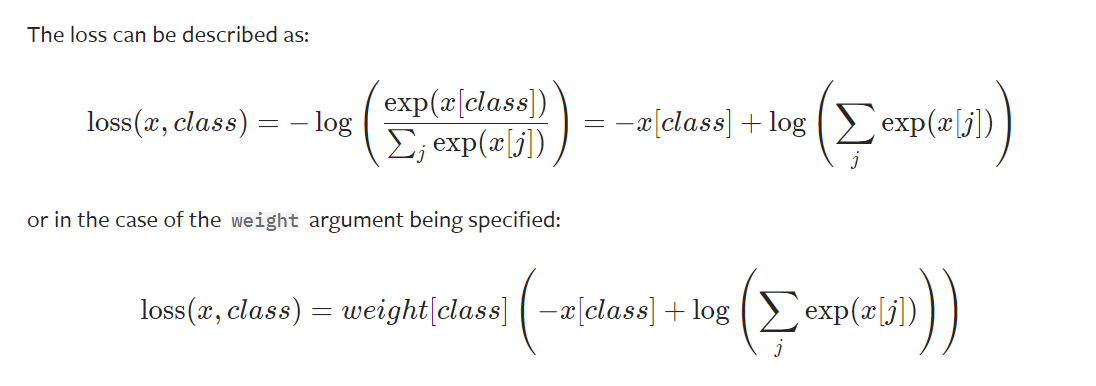 The loss can be described as:
loss(x, class) = − log ( exp(x[class]) / ∑_j exp(x[j]) ) = −x[class] + log ( ∑_j exp(x[j]) )
or in the case of the weight argument being specified:
loss(x, class) = weight[class] ( −x[class] + log ( ∑_j exp(x[j]) ) )